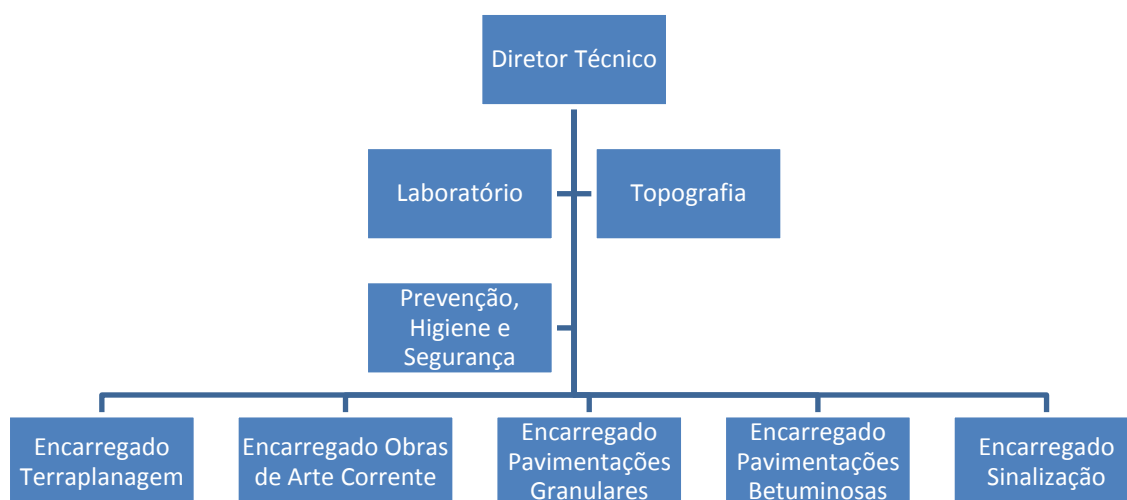 Diretor Técnico
Laboratório
Topografia
Prevenção,
Higiene e
Segurança
Encarregado
Terraplanagem
Encarregado Obras
de Arte Corrente
Encarregado
Pavimentações
Granulares
Encarregado
Pavimentações
Betuminosas
Encarregado
Sinalização